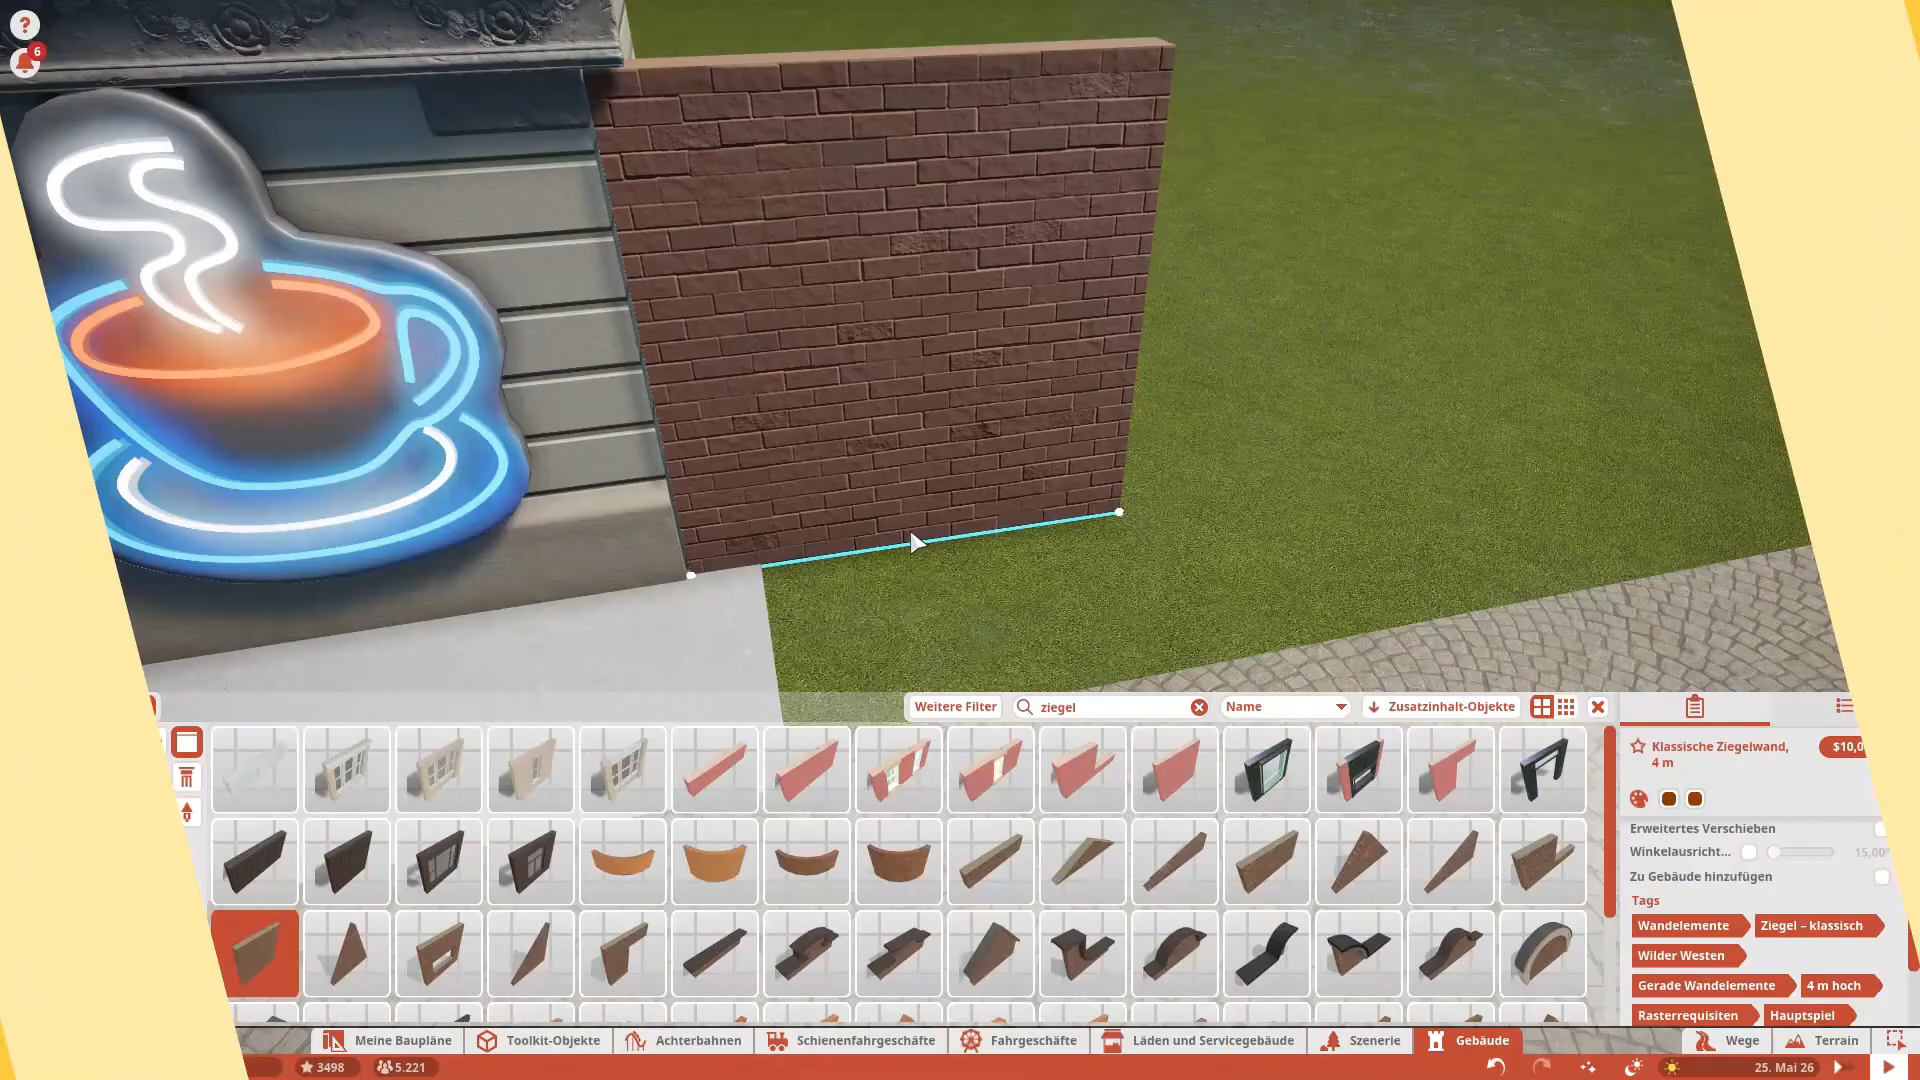 ?
6
Weitere Filter
ziegel
Name
Zusatzinhalt-Objekte
Klassische Ziegelwand,
4 m
$10,0
Erweitertes Verschieben
Winkelausricht...
15,00°
Zu Gebäude hinzufügen
Tags
Wandelemente
Ziegel – klassisch
Wilder Westen
Gerade Wandelemente
4 m hoch
Rasterrequisiten
Hauptspiel
Meine Baupläne
Toolkit-Objekte
Achterbahnen
Schienenfahrgeschäfte
Fahrgeschäfte
Läden und Servicegebäude
Szenerie
Gebäude
Wege
Terrain
3498
5.221
25. Mai 26